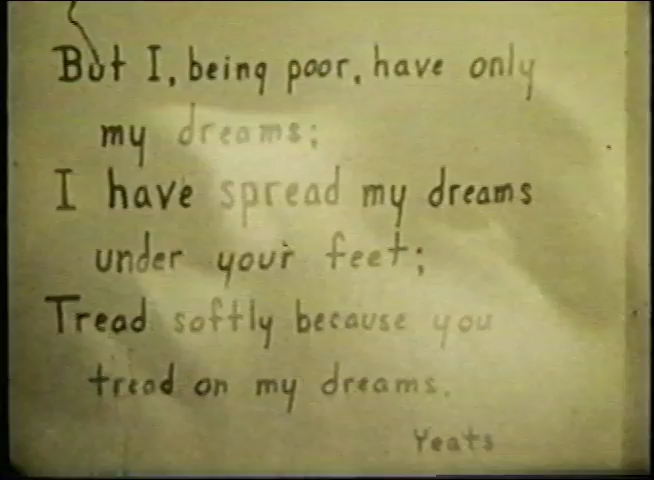 But I, being poor, have only
my dreams;
I have spread my dreams
under your feet;
Tread softly because you
tread on my dreams.
Yeats